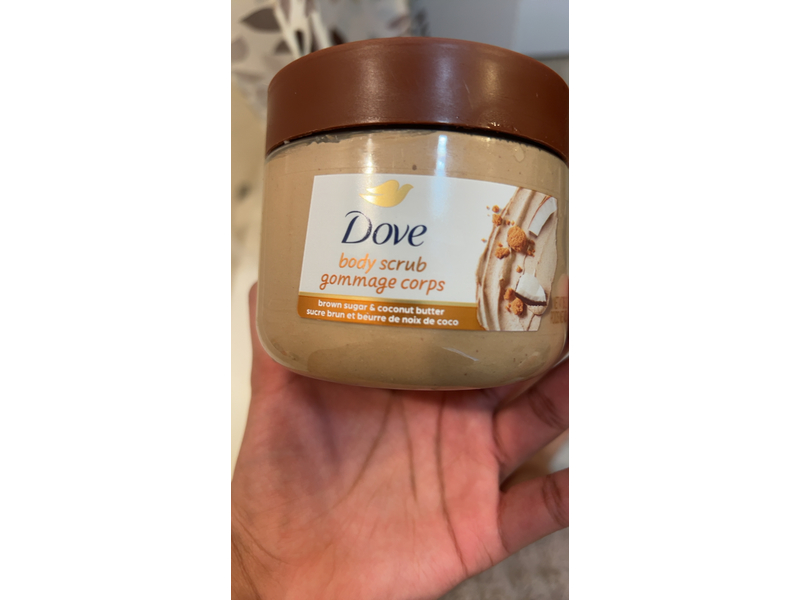 Dove
body scrub
gommage corps
brown sugar & coconut butter
sucre brun et beurre de noix de coco